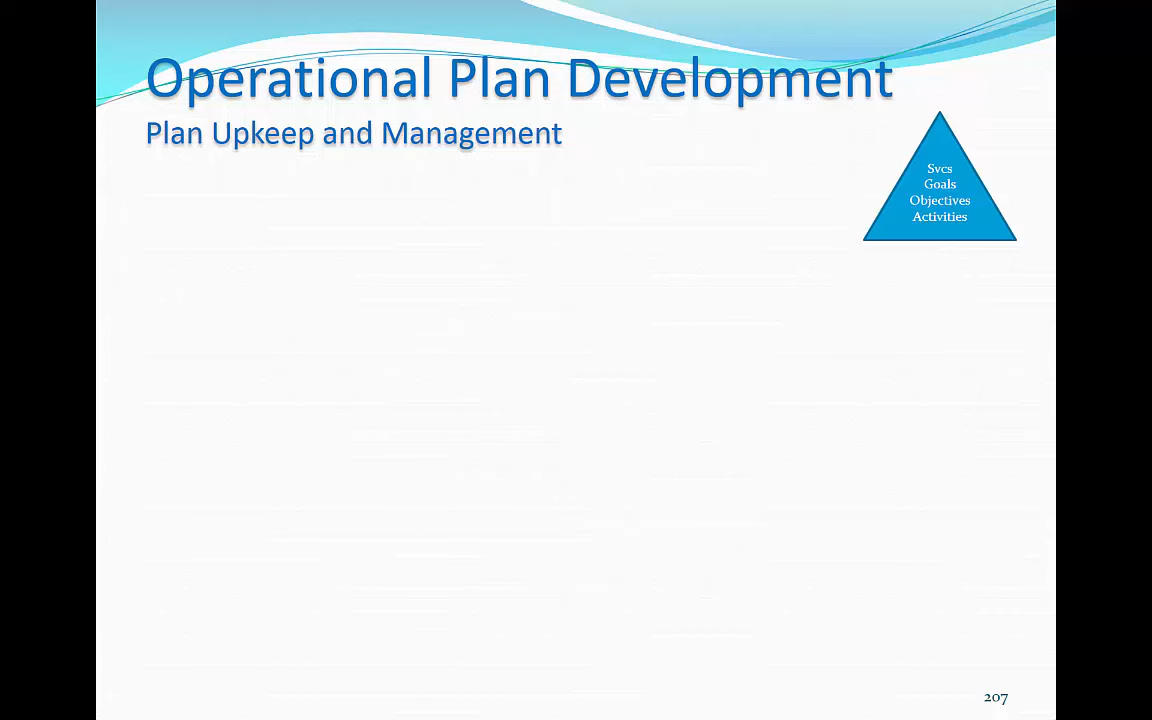 Operational Plan Development
Plan Upkeep and Management
Svcs
Goals
Objectives
Activities
207